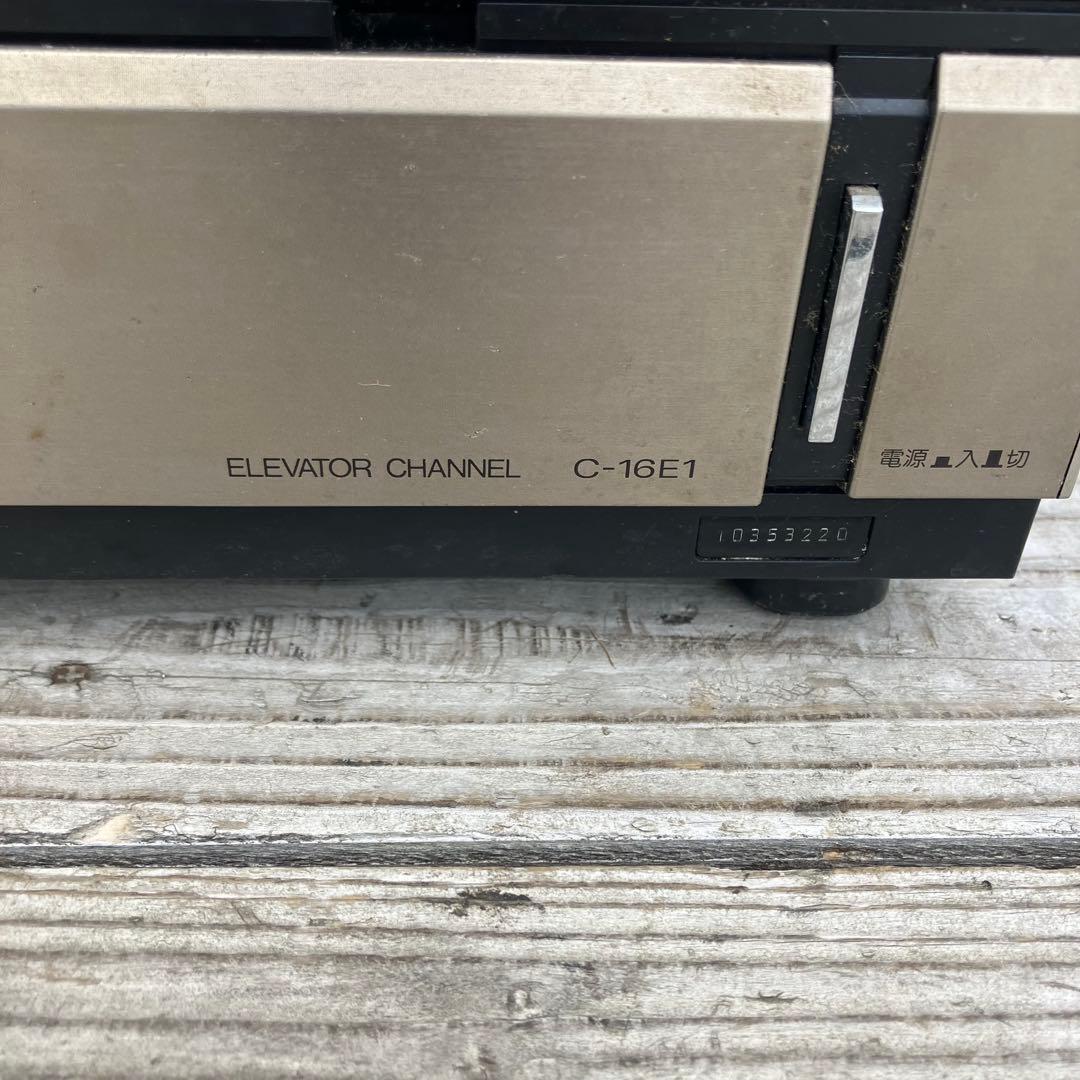 ELEVATOR CHANNEL C-16E1
電源 入 切
10353220